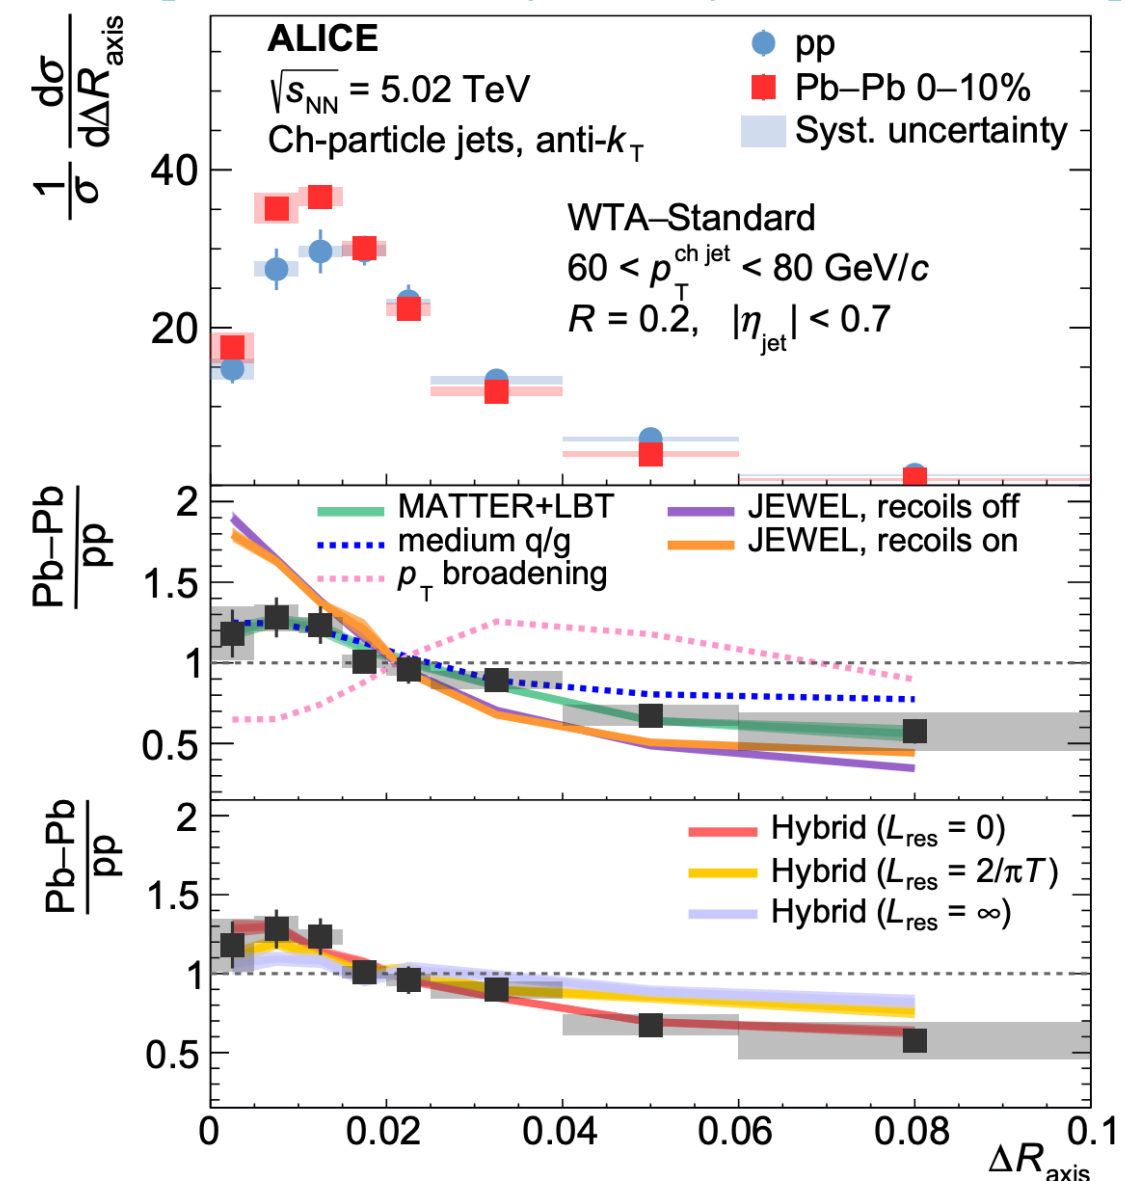 1/σ dσ/dΔR_axis
ALICE
√s_NN = 5.02 TeV
Ch-particle jets, anti-k_T
pp
Pb–Pb 0–10%
Syst. uncertainty
WTA–Standard
60 < p_T^ch jet < 80 GeV/c
R = 0.2, |η_jet| < 0.7
40
20
Pb–Pb/pp
MATTER+LBT
medium q/g
p_T broadening
JEWEL, recoils off
JEWEL, recoils on
2
1.5
1
0.5
Pb–Pb/pp
Hybrid (L_res = 0)
Hybrid (L_res = 2/πT)
Hybrid (L_res = ∞)
2
1.5
1
0.5
0 0.02 0.04 0.06 0.08 0.1
ΔR_axis